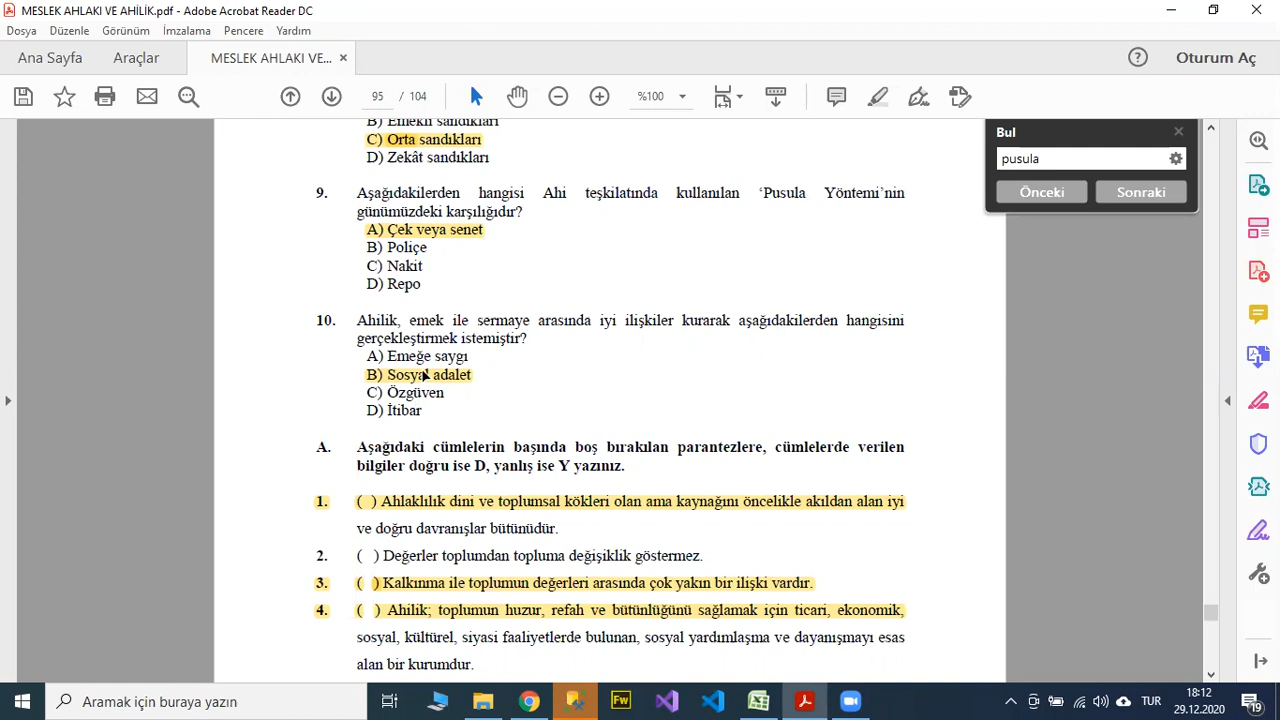 MESLEK AHLAKI VE AHİLİK.pdf - Adobe Acrobat Reader DC
Dosya Düzenle Görünüm İmzalama Pencere Yardım
Ana Sayfa Araçlar MESLEK AHLAKI VE... × Oturum Aç
95 / 104 %100
B) Emekli sandıkları
C) Orta sandıkları
D) Zekât sandıkları
9. Aşağıdakilerden hangisi Ahi teşkilatında kullanılan ‘Pusula Yöntemi’nin
günümüzdeki karşılığıdır?
A) Çek veya senet
B) Poliçe
C) Nakit
D) Repo
10. Ahilik, emek ile sermaye arasında iyi ilişkiler kurarak aşağıdakilerden hangisini
gerçekleştirmek istemiştir?
A) Emeğe saygı
B) Sosyal adalet
C) Özgüven
D) İtibar
A. Aşağıdaki cümlelerin başında boş bırakılan parantezlere, cümlelerde verilen
bilgiler doğru ise D, yanlış ise Y yazınız.
1. ( ) Ahlaklılık dini ve toplumsal kökleri olan ama kaynağını öncelikle akıldan alan iyi
ve doğru davranışlar bütünüdür.
2. ( ) Değerler toplumdan topluma değişiklik göstermez.
3. ( ) Kalkınma ile toplumun değerleri arasında çok yakın bir ilişki vardır.
4. ( ) Ahilik; toplumun huzur, refah ve bütünlüğünü sağlamak için ticari, ekonomik,
sosyal, kültürel, siyasi faaliyetlerde bulunan, sosyal yardımlaşma ve dayanışmayı esas
alan bir kurumdur.
Bul
pusula
Önceki Sonraki
Aramak için buraya yazın
Fw
TUR
18:12
29.12.2020
19